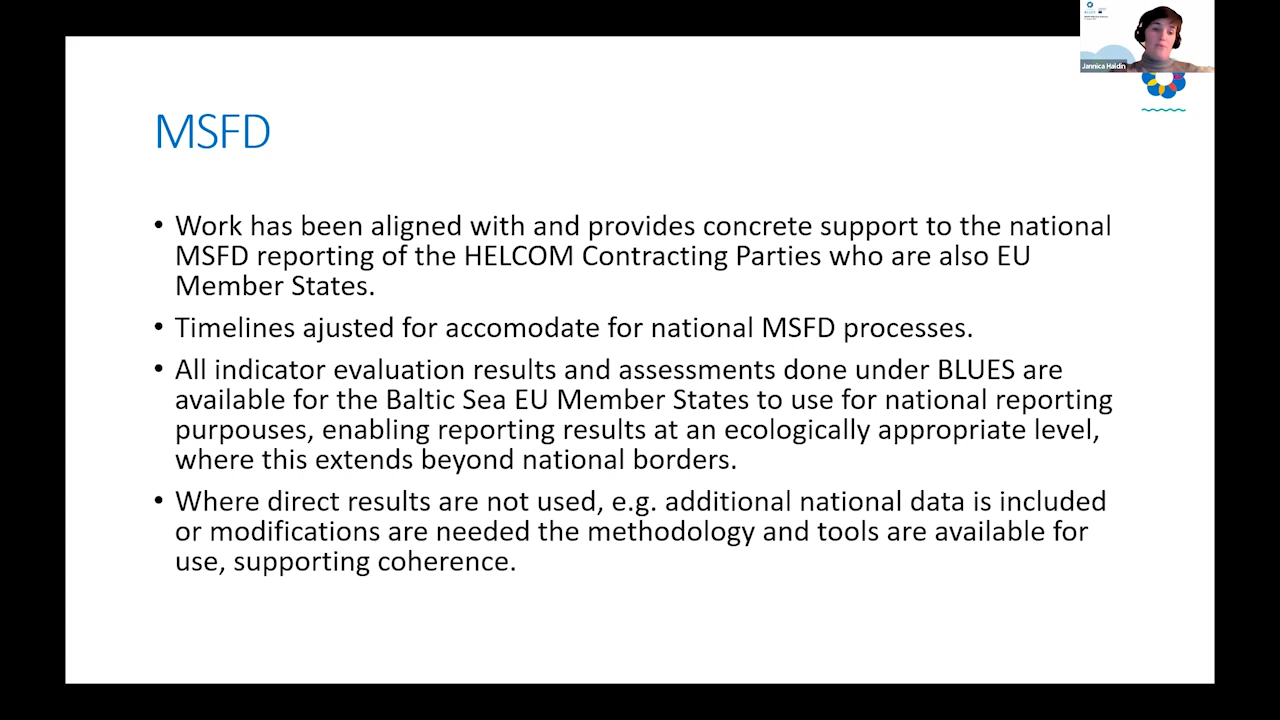 Jannica Haldin
MSFD
• Work has been aligned with and provides concrete support to the national
MSFD reporting of the HELCOM Contracting Parties who are also EU
Member States.
• Timelines ajusted for accomodate for national MSFD processes.
• All indicator evaluation results and assessments done under BLUES are
available for the Baltic Sea EU Member States to use for national reporting
purpouses, enabling reporting results at an ecologically appropriate level,
where this extends beyond national borders.
• Where direct results are not used, e.g. additional national data is included
or modifications are needed the methodology and tools are available for
use, supporting coherence.